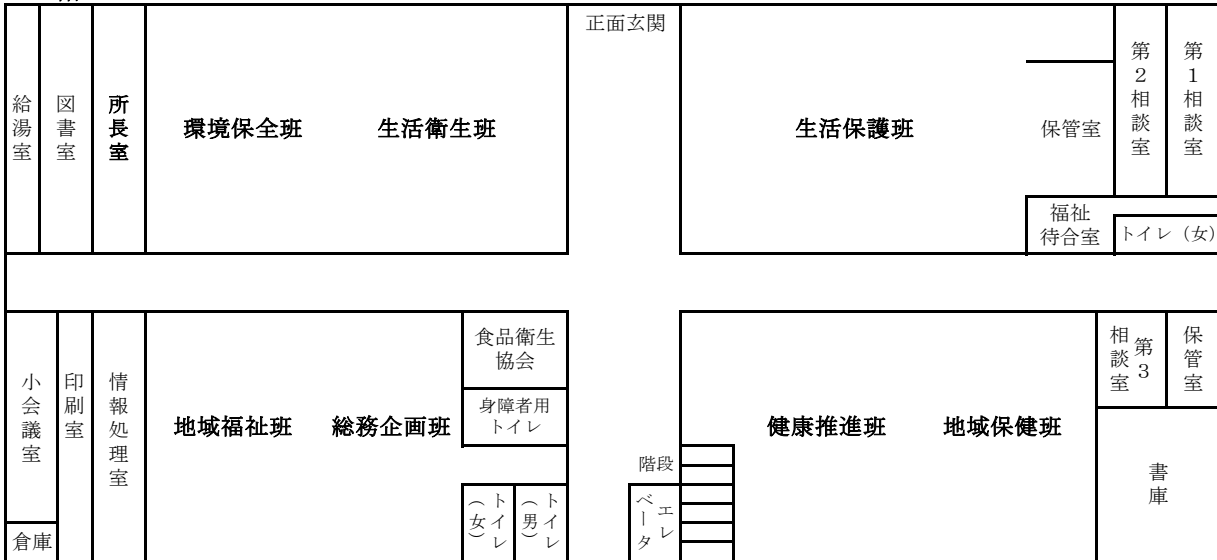 正面玄関
給湯室
図書室
所長室
環境保全班
生活衛生班
生活保護班
保管室
第2相談室
第1相談室
福祉
待合室
トイレ（女）
小会議室
倉庫
印刷室
情報処理室
地域福祉班
総務企画班
食品衛生
協会
身障者用
トイレ
トイレ
（女）
トイレ
（男）
階段
エレ
ベータ
健康推進班
地域保健班
第3
相談室
保管室
書庫